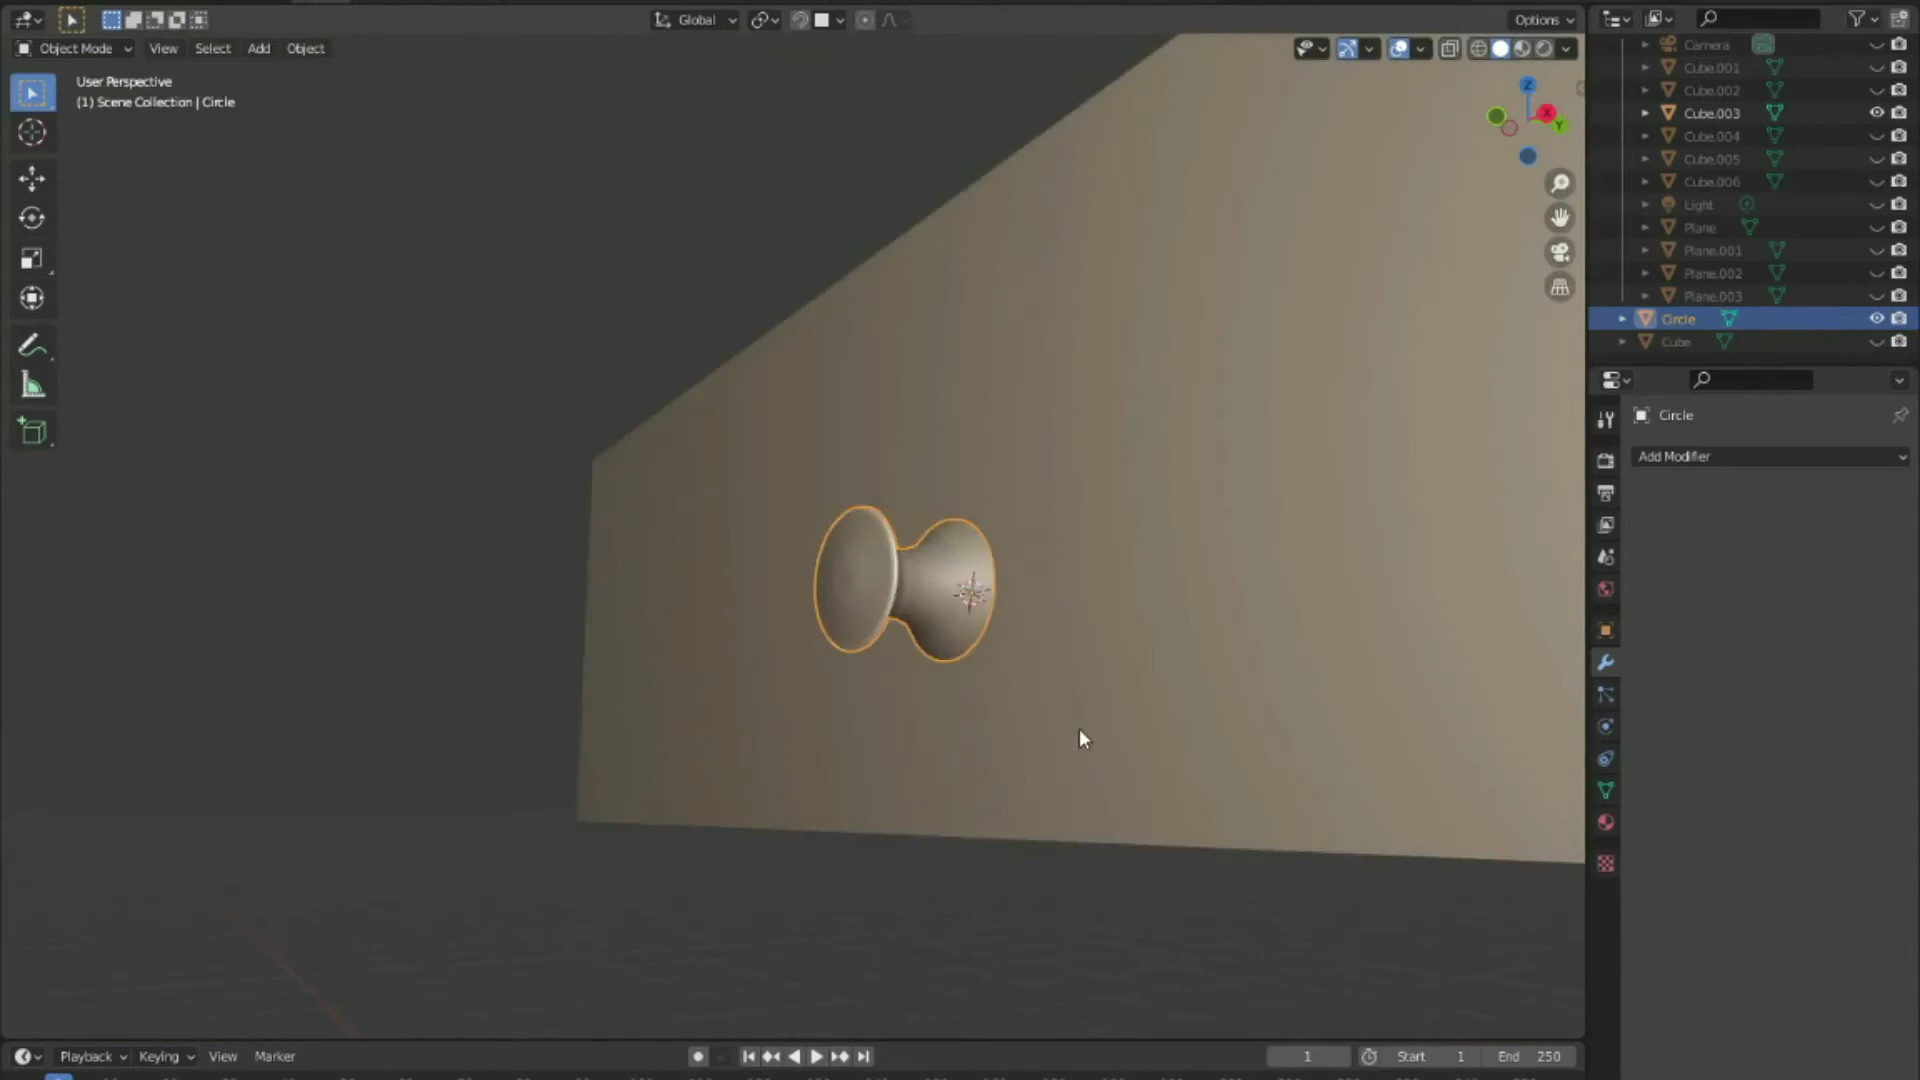 Global
Options
Object Mode
View
Select
Add
Object
User Perspective
(1) Scene Collection | Circle
Z
X
Y
Camera
Cube.001
Cube.002
Cube.003
Cube.004
Cube.005
Cube.006
Light
Plane
Plane.001
Plane.002
Plane.003
Circle
Cube
Circle
Add Modifier
Playback
Keying
View
Marker
1
Start 1
End 250